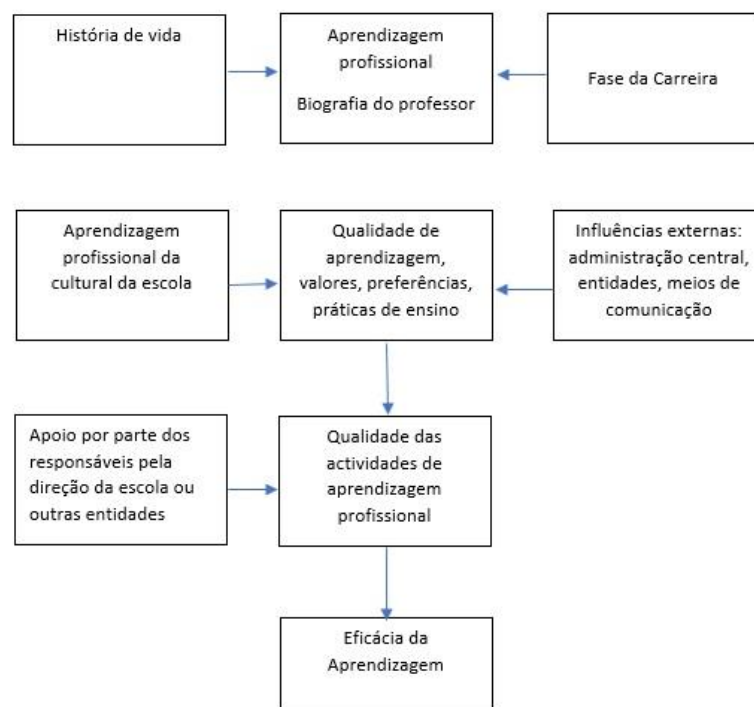 História de vida
Aprendizagem
profissional
Biografia do professor
Fase da Carreira
Aprendizagem
profissional da
cultural da escola
Qualidade de
aprendizagem,
valores, preferências,
práticas de ensino
Influências externas:
administração central,
entidades, meios de
comunicação
Apoio por parte dos
responsáveis pela
direção da escola ou
outras entidades
Qualidade das
actividades de
aprendizagem
profissional
Eficácia da
Aprendizagem